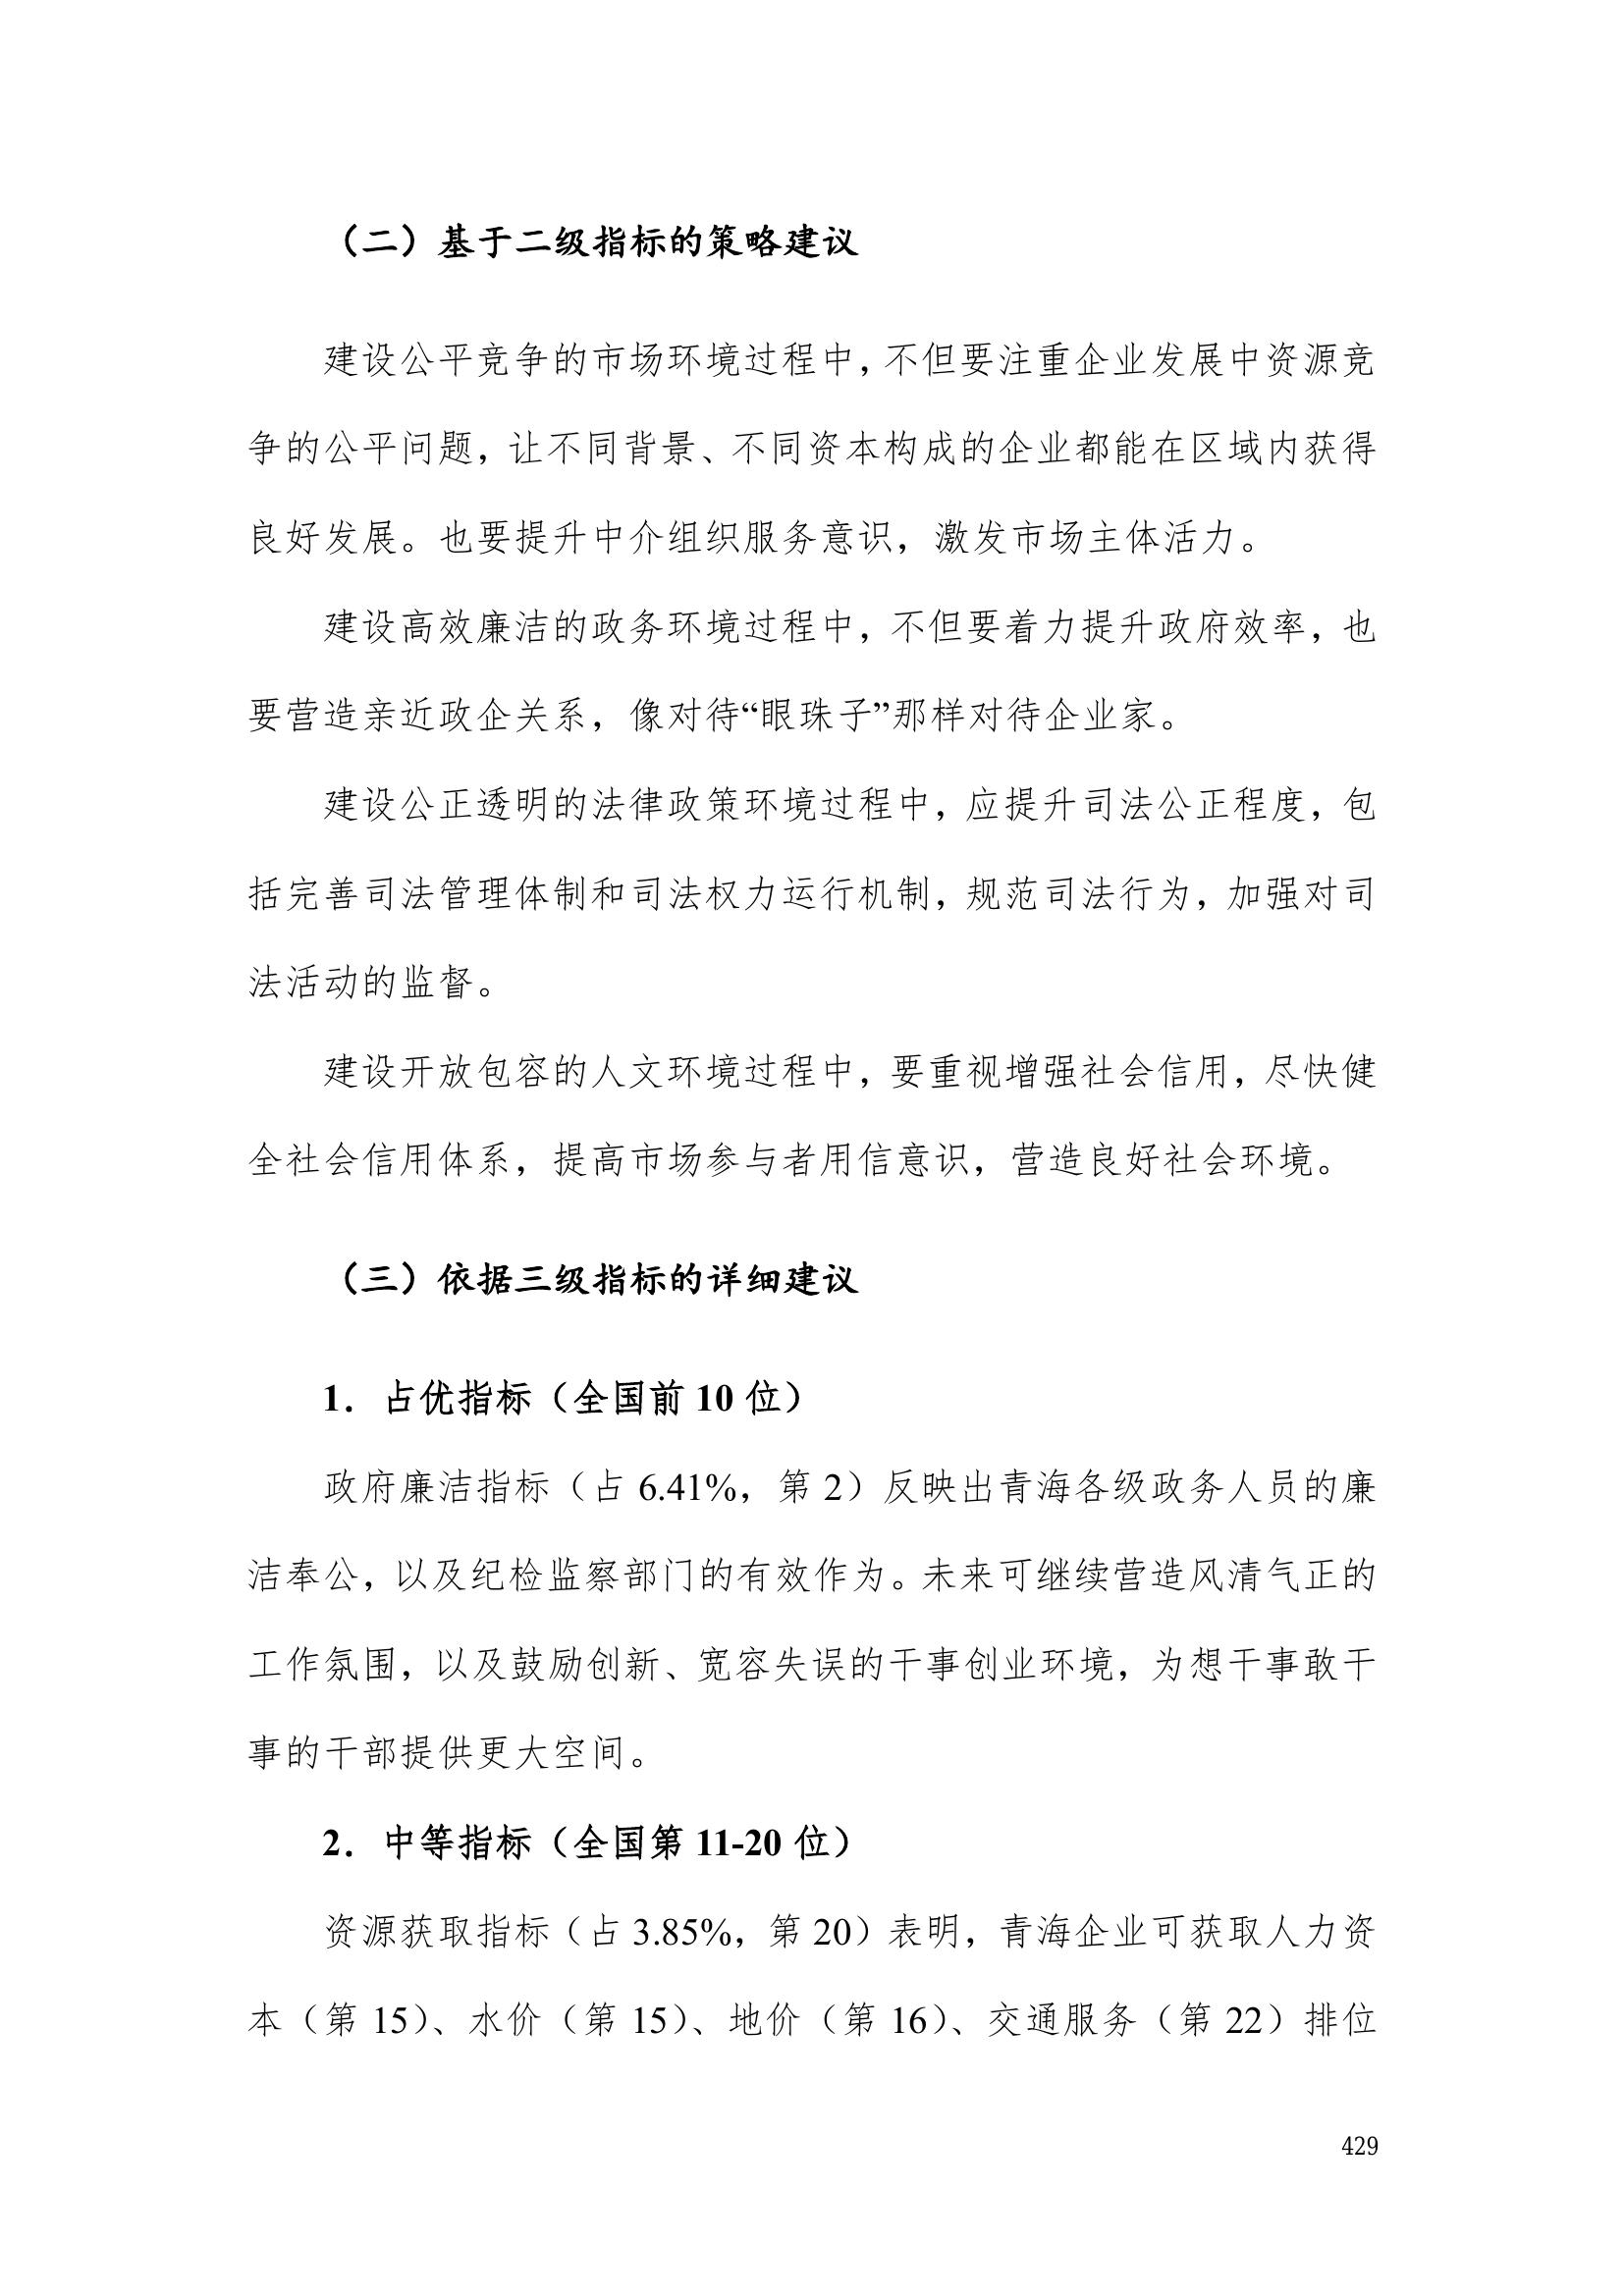 （二）基于二级指标的策略建议
建设公平竞争的市场环境过程中，不但要注重企业发展中资源竞
争的公平问题，让不同背景、不同资本构成的企业都能在区域内获得
良好发展。也要提升中介组织服务意识，激发市场主体活力。
建设高效廉洁的政务环境过程中，不但要着力提升政府效率，也
要营造亲近政企关系，像对待“眼珠子”那样对待企业家。
建设公正透明的法律政策环境过程中，应提升司法公正程度，包
括完善司法管理体制和司法权力运行机制，规范司法行为，加强对司
法活动的监督。
建设开放包容的人文环境过程中，要重视增强社会信用，尽快健
全社会信用体系，提高市场参与者用信意识，营造良好社会环境。
（三）依据三级指标的详细建议
1．占优指标（全国前 10 位）
政府廉洁指标（占 6.41%，第 2）反映出青海各级政务人员的廉
洁奉公，以及纪检监察部门的有效作为。未来可继续营造风清气正的
工作氛围，以及鼓励创新、宽容失误的干事创业环境，为想干事敢干
事的干部提供更大空间。
2．中等指标（全国第 11-20 位）
资源获取指标（占 3.85%，第 20）表明，青海企业可获取人力资
本（第 15）、水价（第 15）、地价（第 16）、交通服务（第 22）排位
429